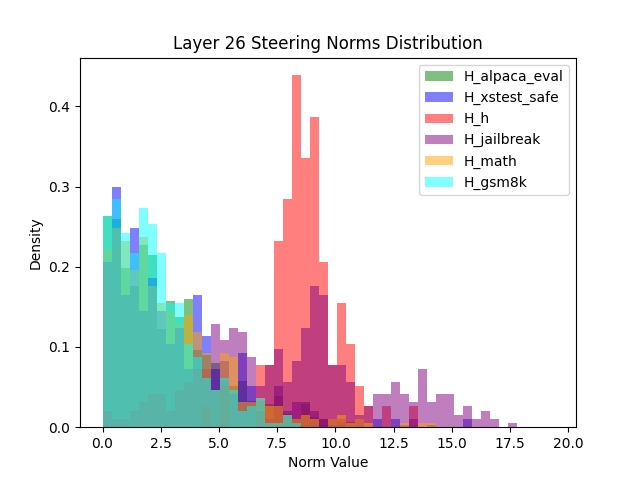 Layer 26 Steering Norms Distribution
H_alpaca_eval
H_xstest_safe
H_h
H_jailbreak
H_math
H_gsm8k
Density
0.4
0.3
0.2
0.1
0.0
0.0 2.5 5.0 7.5 10.0 12.5 15.0 17.5 20.0
Norm Value